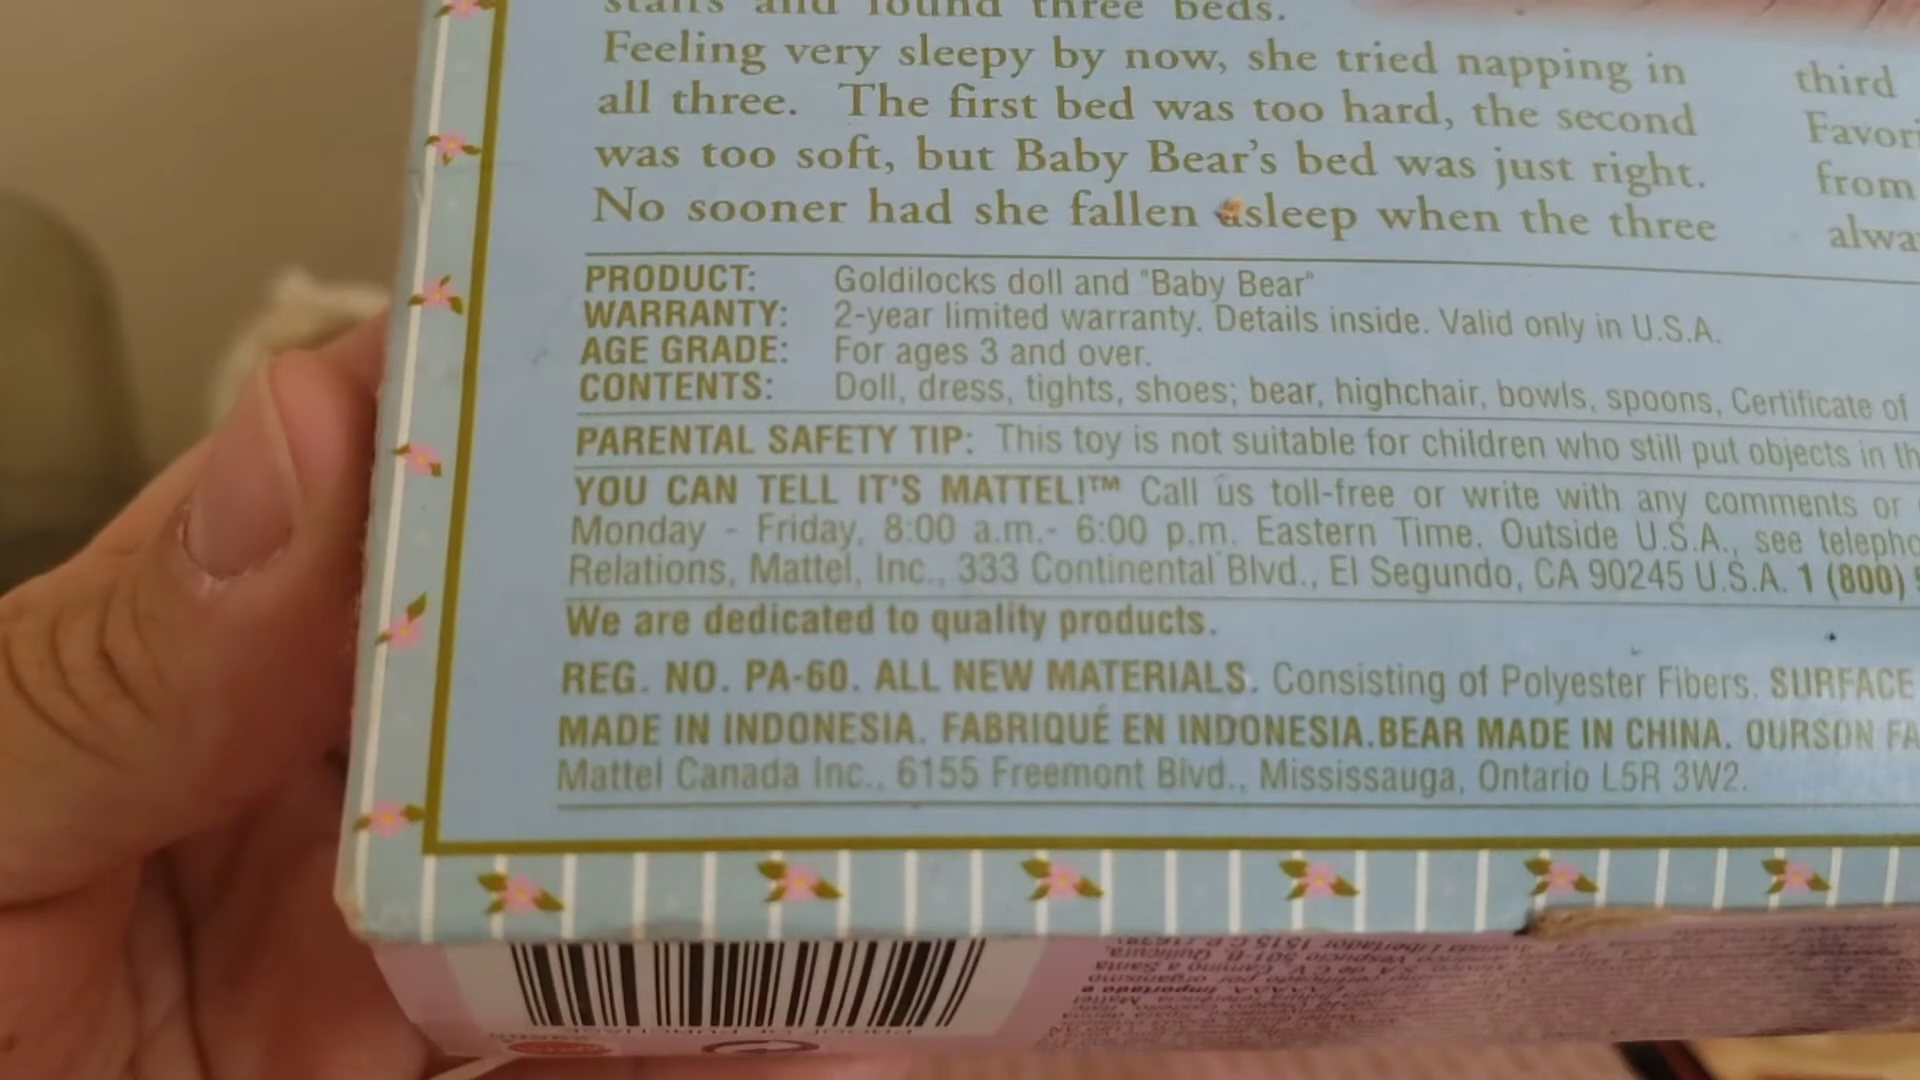 stairs and found three beds.
Feeling very sleepy by now, she tried napping in
all three. The first bed was too hard, the second
was too soft, but Baby Bear's bed was just right.
No sooner had she fallen asleep when the three
third
from
PRODUCT: Goldilocks doll and "Baby Bear"
WARRANTY: 2-year limited warranty. Details inside. Valid only in U.S.A.
AGE GRADE: For ages 3 and over.
CONTENTS: Doll, dress, tights, shoes; bear, highchair, bowls, spoons, Certificate of
PARENTAL SAFETY TIP: This toy is not suitable for children who still put objects in
YOU CAN TELL IT'S MATTEL!™ Call us toll-free or write with any comments or
Monday - Friday, 8:00 a.m.- 6:00 p.m. Eastern Time. Outside U.S.A., see
Relations, Mattel, Inc., 333 Continental Blvd., El Segundo, CA 90245 U.S.A. 1 (800)
We are dedicated to quality products.
REG. NO. PA-60. ALL NEW MATERIALS. Consisting of Polyester Fibers. SURFACE
MADE IN INDONESIA. FABRIQUÉ EN INDONESIA.BEAR MADE IN CHINA. OURSON
Mattel Canada Inc., 6155 Freemont Blvd., Mississauga, Ontario L5R 3W2.